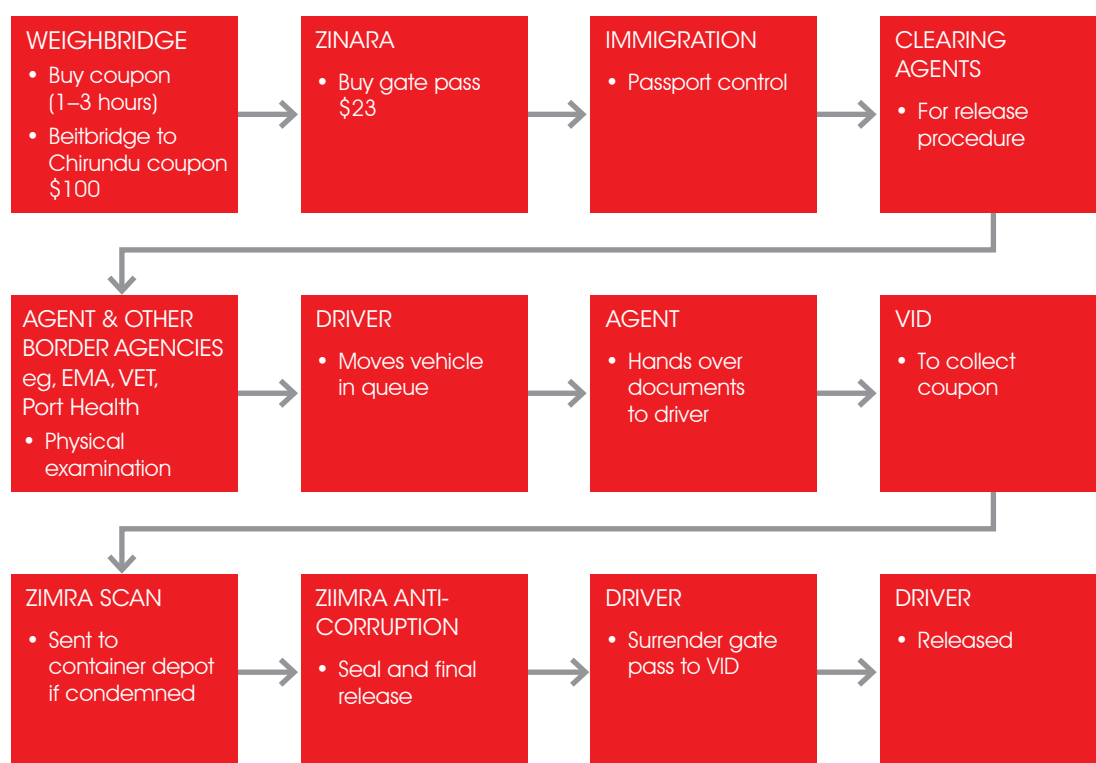 WEIGHBRIDGE
• Buy coupon
(1–3 hours)
• Beitbridge to
Chirundu coupon
$100
ZINARA
• Buy gate pass
$23
IMMIGRATION
• Passport control
CLEARING
AGENTS
• For release
procedure
AGENT & OTHER
BORDER AGENCIES
eg, EMA, VET,
Port Health
• Physical
examination
DRIVER
• Moves vehicle
in queue
AGENT
• Hands over
documents
to driver
VID
• To collect
coupon
ZIMRA SCAN
• Sent to
container depot
if condemned
ZIIMRA ANTI-
CORRUPTION
• Seal and final
release
DRIVER
• Surrender gate
pass to VID
DRIVER
• Released